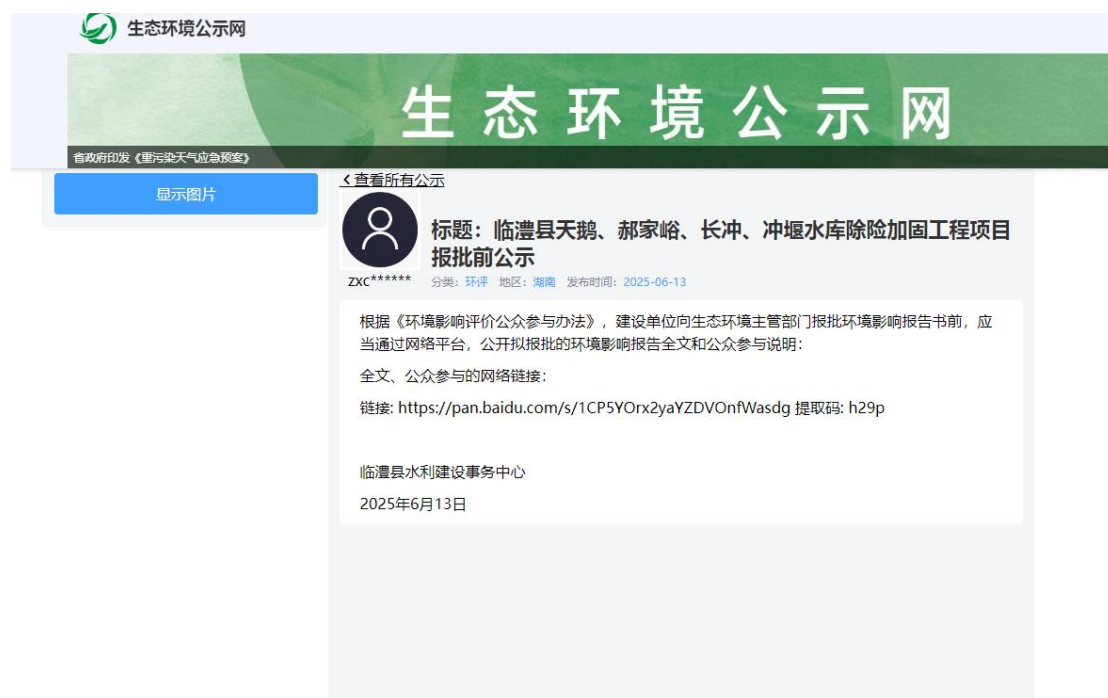 生态环境公示网
生态环境公示网
省政府印发《重污染天气应急预案》
显示图片
查看所有公示
标题：临澧县天鹅、郝家峪、长冲、冲堰水库除险加固工程项目
报批前公示
zxc******
分类：环评 地区：湖南 发布时间：2025-06-13
根据《环境影响评价公众参与办法》，建设单位向生态环境主管部门报批环境影响报告书前，应
当通过网络平台，公开拟报批的环境影响报告全文和公众参与说明：
全文、公众参与的网络链接：
链接: https://pan.baidu.com/s/1CP5YOrx2yaYZDVOnfWasdg 提取码: h29p
临澧县水利建设事务中心
2025年6月13日